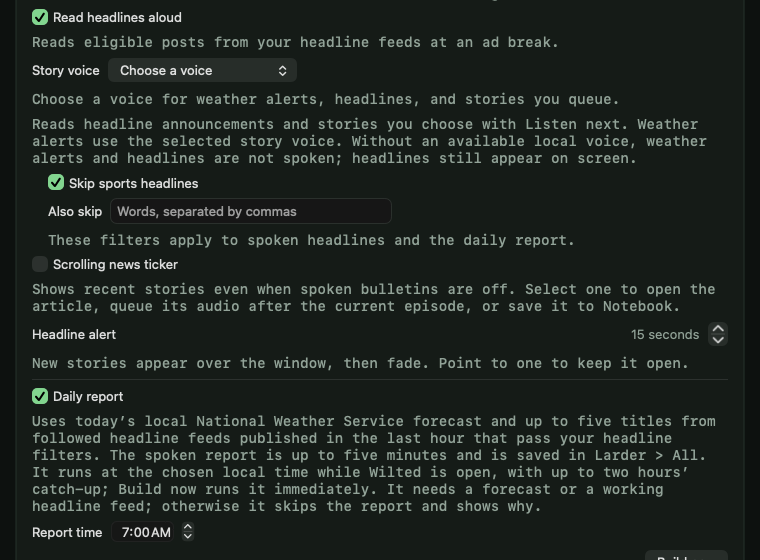 Read headlines aloud
Reads eligible posts from your headline feeds at an ad break.
Story voice Choose a voice
Choose a voice for weather alerts, headlines, and stories you queue.
Reads headline announcements and stories you choose with Listen next. Weather
alerts use the selected story voice. Without an available local voice, weather
alerts and headlines are not spoken; headlines still appear on screen.
Skip sports headlines
Also skip Words, separated by commas
These filters apply to spoken headlines and the daily report.
Scrolling news ticker
Shows recent stories even when spoken bulletins are off. Select one to open the
article, queue its audio after the current episode, or save it to Notebook.
Headline alert 15 seconds
New stories appear over the window, then fade. Point to one to keep it open.
Daily report
Uses today’s local National Weather Service forecast and up to five titles from
followed headline feeds published in the last hour that pass your headline
filters. The spoken report is up to five minutes and is saved in Larder > All.
It runs at the chosen local time while Wilted is open, with up to two hours’
catch-up; Build now runs it immediately. It needs a forecast or a working
headline feed; otherwise it skips the report and shows why.
Report time 7:00 AM